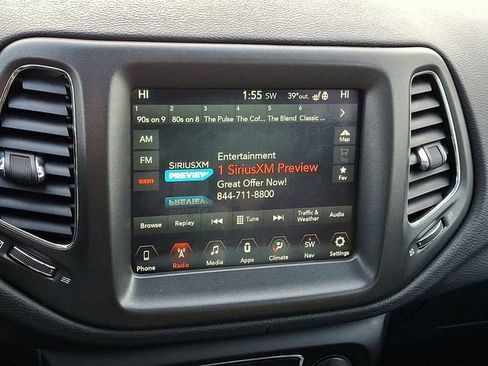 HI 1:55 SW 39°out. HI
1 2 3 4 5 6
90s on 9 80s on 8 The Pulse The Cof... The Blend Classic ...
AM
FM
SIRIUSXM
PREVIEW
Entertainment
1 SiriusXM Preview
Great Offer Now!
844-711-8800
Map
Fav
Browse Replay Tune Traffic & Weather Audio
Phone Radio Media Apps Climate SW Nav Settings